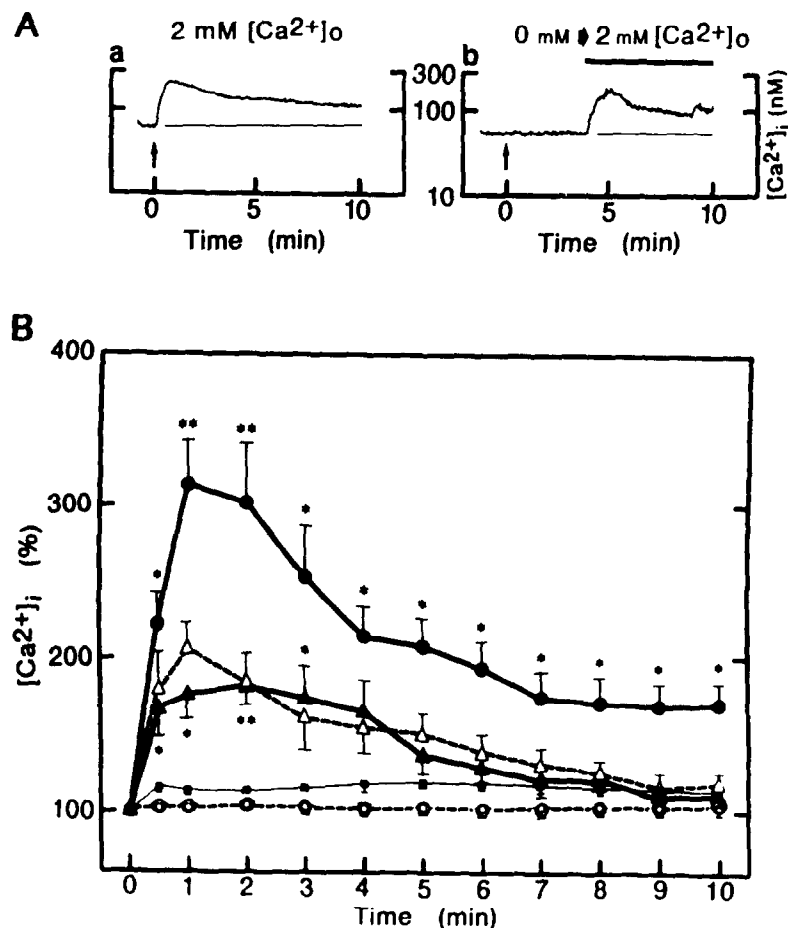 A
a
2 mM [Ca2+]o
0 5 10
Time (min)
b
0 mM ➧ 2 mM [Ca2+]o
300
100
10
[Ca2+]i (nM)
0 5 10
Time (min)
B
400
300
200
100
[Ca2+]i (%)
* ** ** * * * * * * * *
*
* * **
0 1 2 3 4 5 6 7 8 9 10
Time (min)